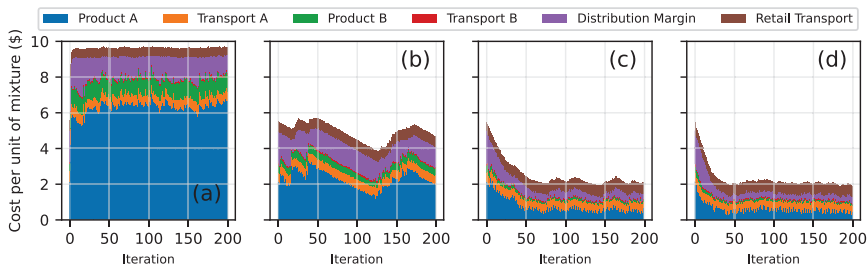 Product A Transport A Product B Transport B Distribution Margin Retail Transport
Cost per unit of mixture ($)
10
8
6
4
2
0
(a) (b) (c) (d)
0 50 100 150 200 0 50 100 150 200 0 50 100 150 200 0 50 100 150 200
Iteration Iteration Iteration Iteration